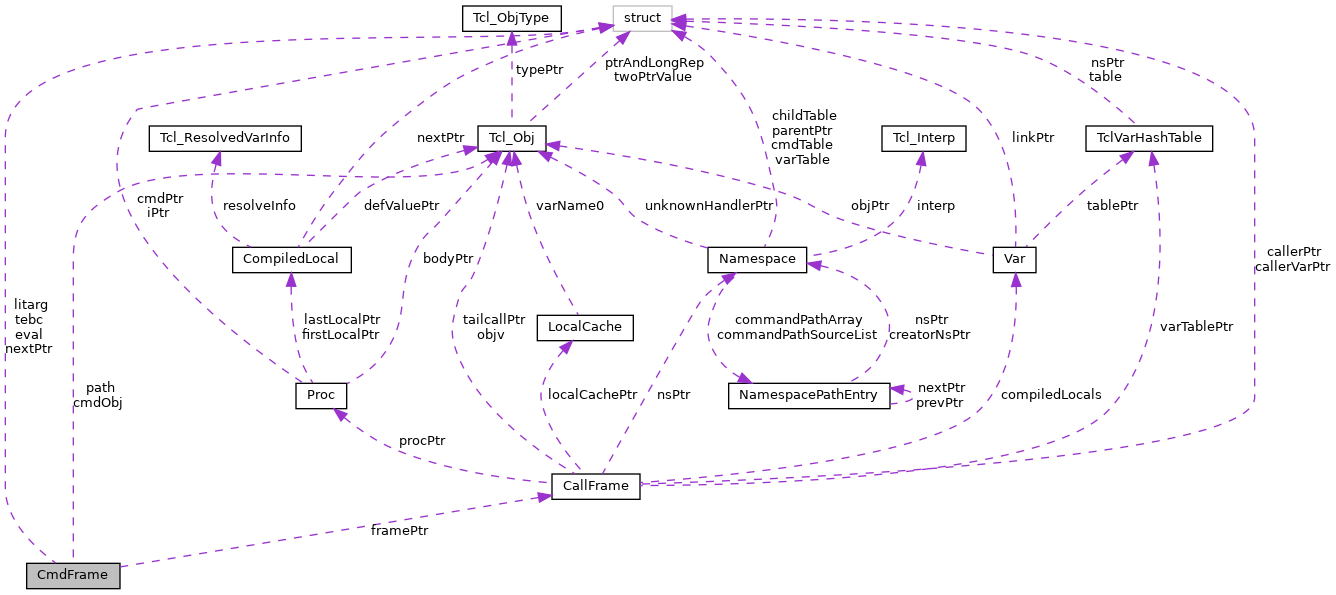 Tcl_ObjType
struct
typePtr
ptrAndLongRep
twoPtrValue
nsPtr
table
childTable
parentPtr
cmdTable
varTable
Tcl_ResolvedVarInfo
nextPtr
Tcl_Obj
Tcl_Interp
linkPtr
TclVarHashTable
cmdPtr
iPtr
resolveInfo
defValuePtr
varName0
unknownHandlerPtr
objPtr
interp
tablePtr
CompiledLocal
bodyPtr
Namespace
Var
callerPtr
callerVarPtr
litarg
tebc
eval
nextPtr
lastLocalPtr
firstLocalPtr
tailcallPtr
objv
LocalCache
commandPathArray
commandPathSourceList
nsPtr
creatorNsPtr
varTablePtr
path
cmdObj
Proc
localCachePtr
nsPtr
NamespacePathEntry
nextPtr
prevPtr
compiledLocals
procPtr
CallFrame
framePtr
CmdFrame